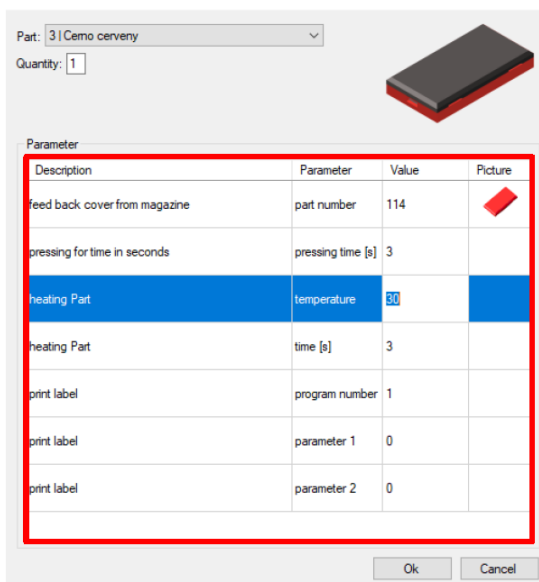 Part: 3 | Cerno cerveny
Quantity: 1
Parameter
Description Parameter Value Picture
feed back cover from magazine part number 114
pressing for time in seconds pressing time [s] 3
heating Part temperature 30
heating Part time [s] 3
print label program number 1
print label parameter 1 0
print label parameter 2 0
Ok Cancel